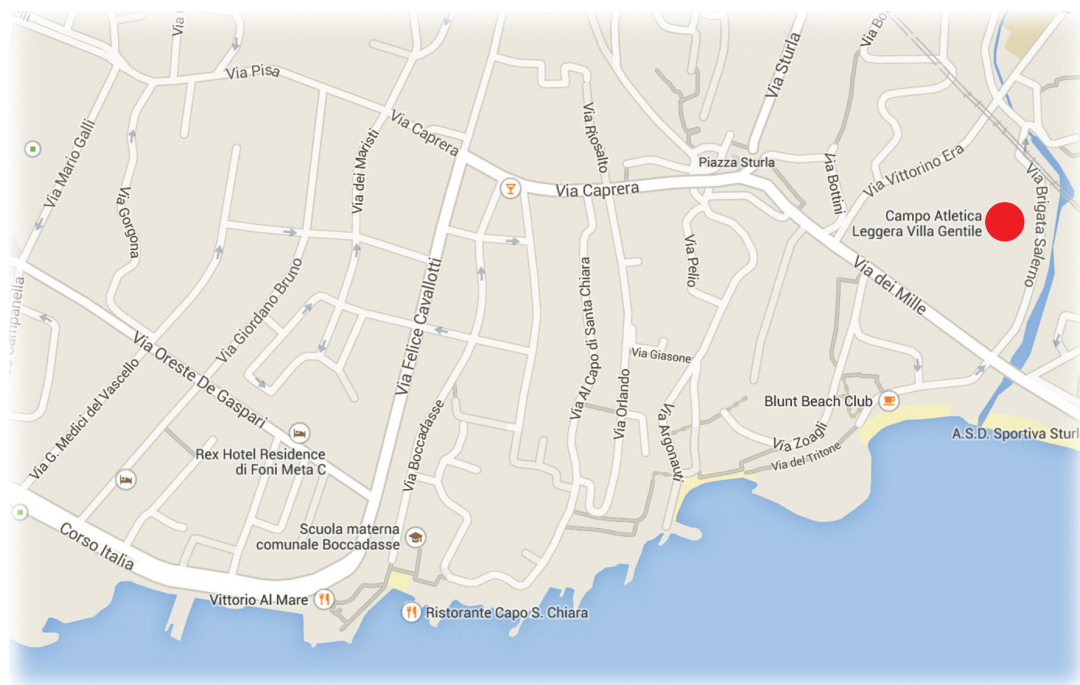 Via Bo
Via
Via Sturla
Via Pisa
Via Caprera
Via Riosalto
Via Mario Galli
Via dei Maristi
Piazza Sturla
Via Vittorino Era
Via Bottini
Via Brigata Salerno
Via Caprera
Via Gorgona
Campo Atletica
Leggera Villa Gentile
Via Pelio
Via dei Mille
Via Felice Cavallotti
Via Giordano Bruno
Via Al Capo di Santa Chiara
Campanella
Via Oreste De Gaspari
Via Giasone
Via G. Medici del Vascello
Via Orlando
Blunt Beach Club
Via Argonauti
Via Boccadasse
Via Zoagli
A.S.D. Sportiva Sturl
Via del Tritone
Rex Hotel Residence
di Foni Meta C
Scuola materna
comunale Boccadasse
Corso Italia
Vittorio Al Mare
Ristorante Capo S. Chiara